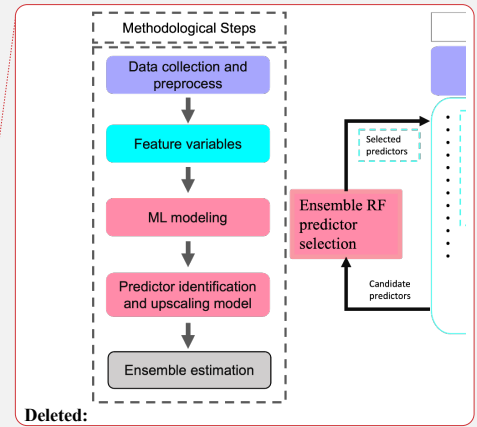 Methodological Steps
Data collection and
preprocess
Feature variables
ML modeling
Predictor identification
and upscaling model
Ensemble estimation
Selected
predictors
Ensemble RF
predictor
selection
Candidate
predictors
Deleted: